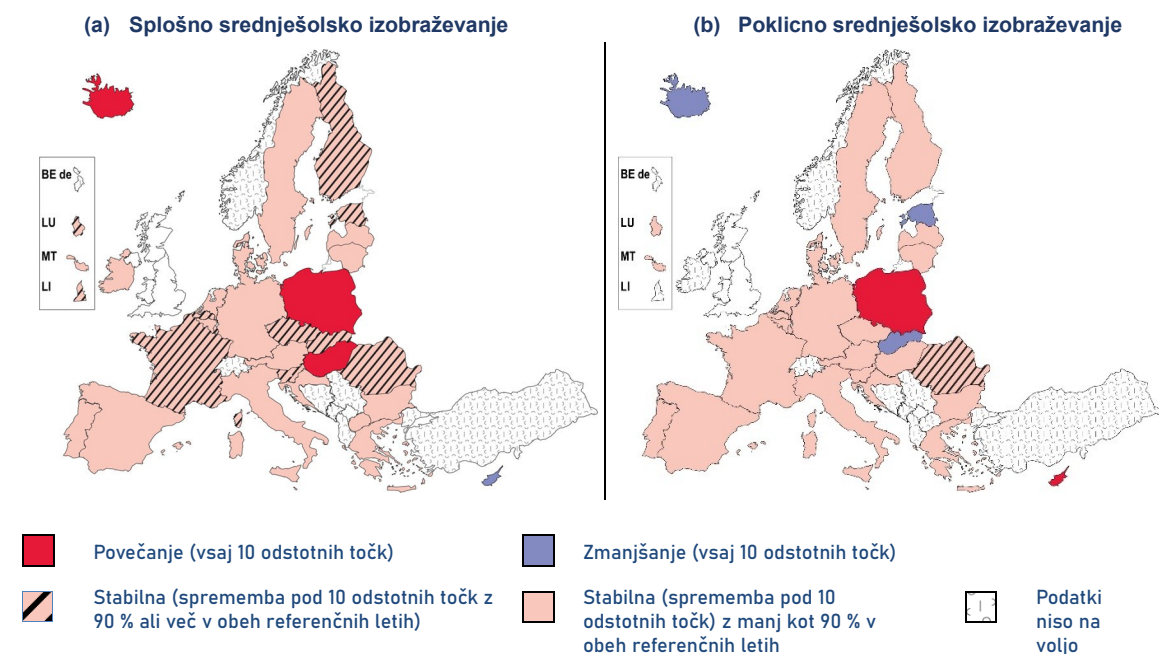 (a) Splošno srednješolsko izobraževanje
(b) Poklicno srednješolsko izobraževanje
BE de
LU
MT
LI
BE de
LU
MT
LI
Povečanje (vsaj 10 odstotnih točk)
Zmanjšanje (vsaj 10 odstotnih točk)
Stabilna (sprememba pod 10 odstotnih točk z
90 % ali več v obeh referenčnih letih)
Stabilna (sprememba pod 10
odstotnih točk) z manj kot 90 % v
obeh referenčnih letih
Podatki
niso na
voljo